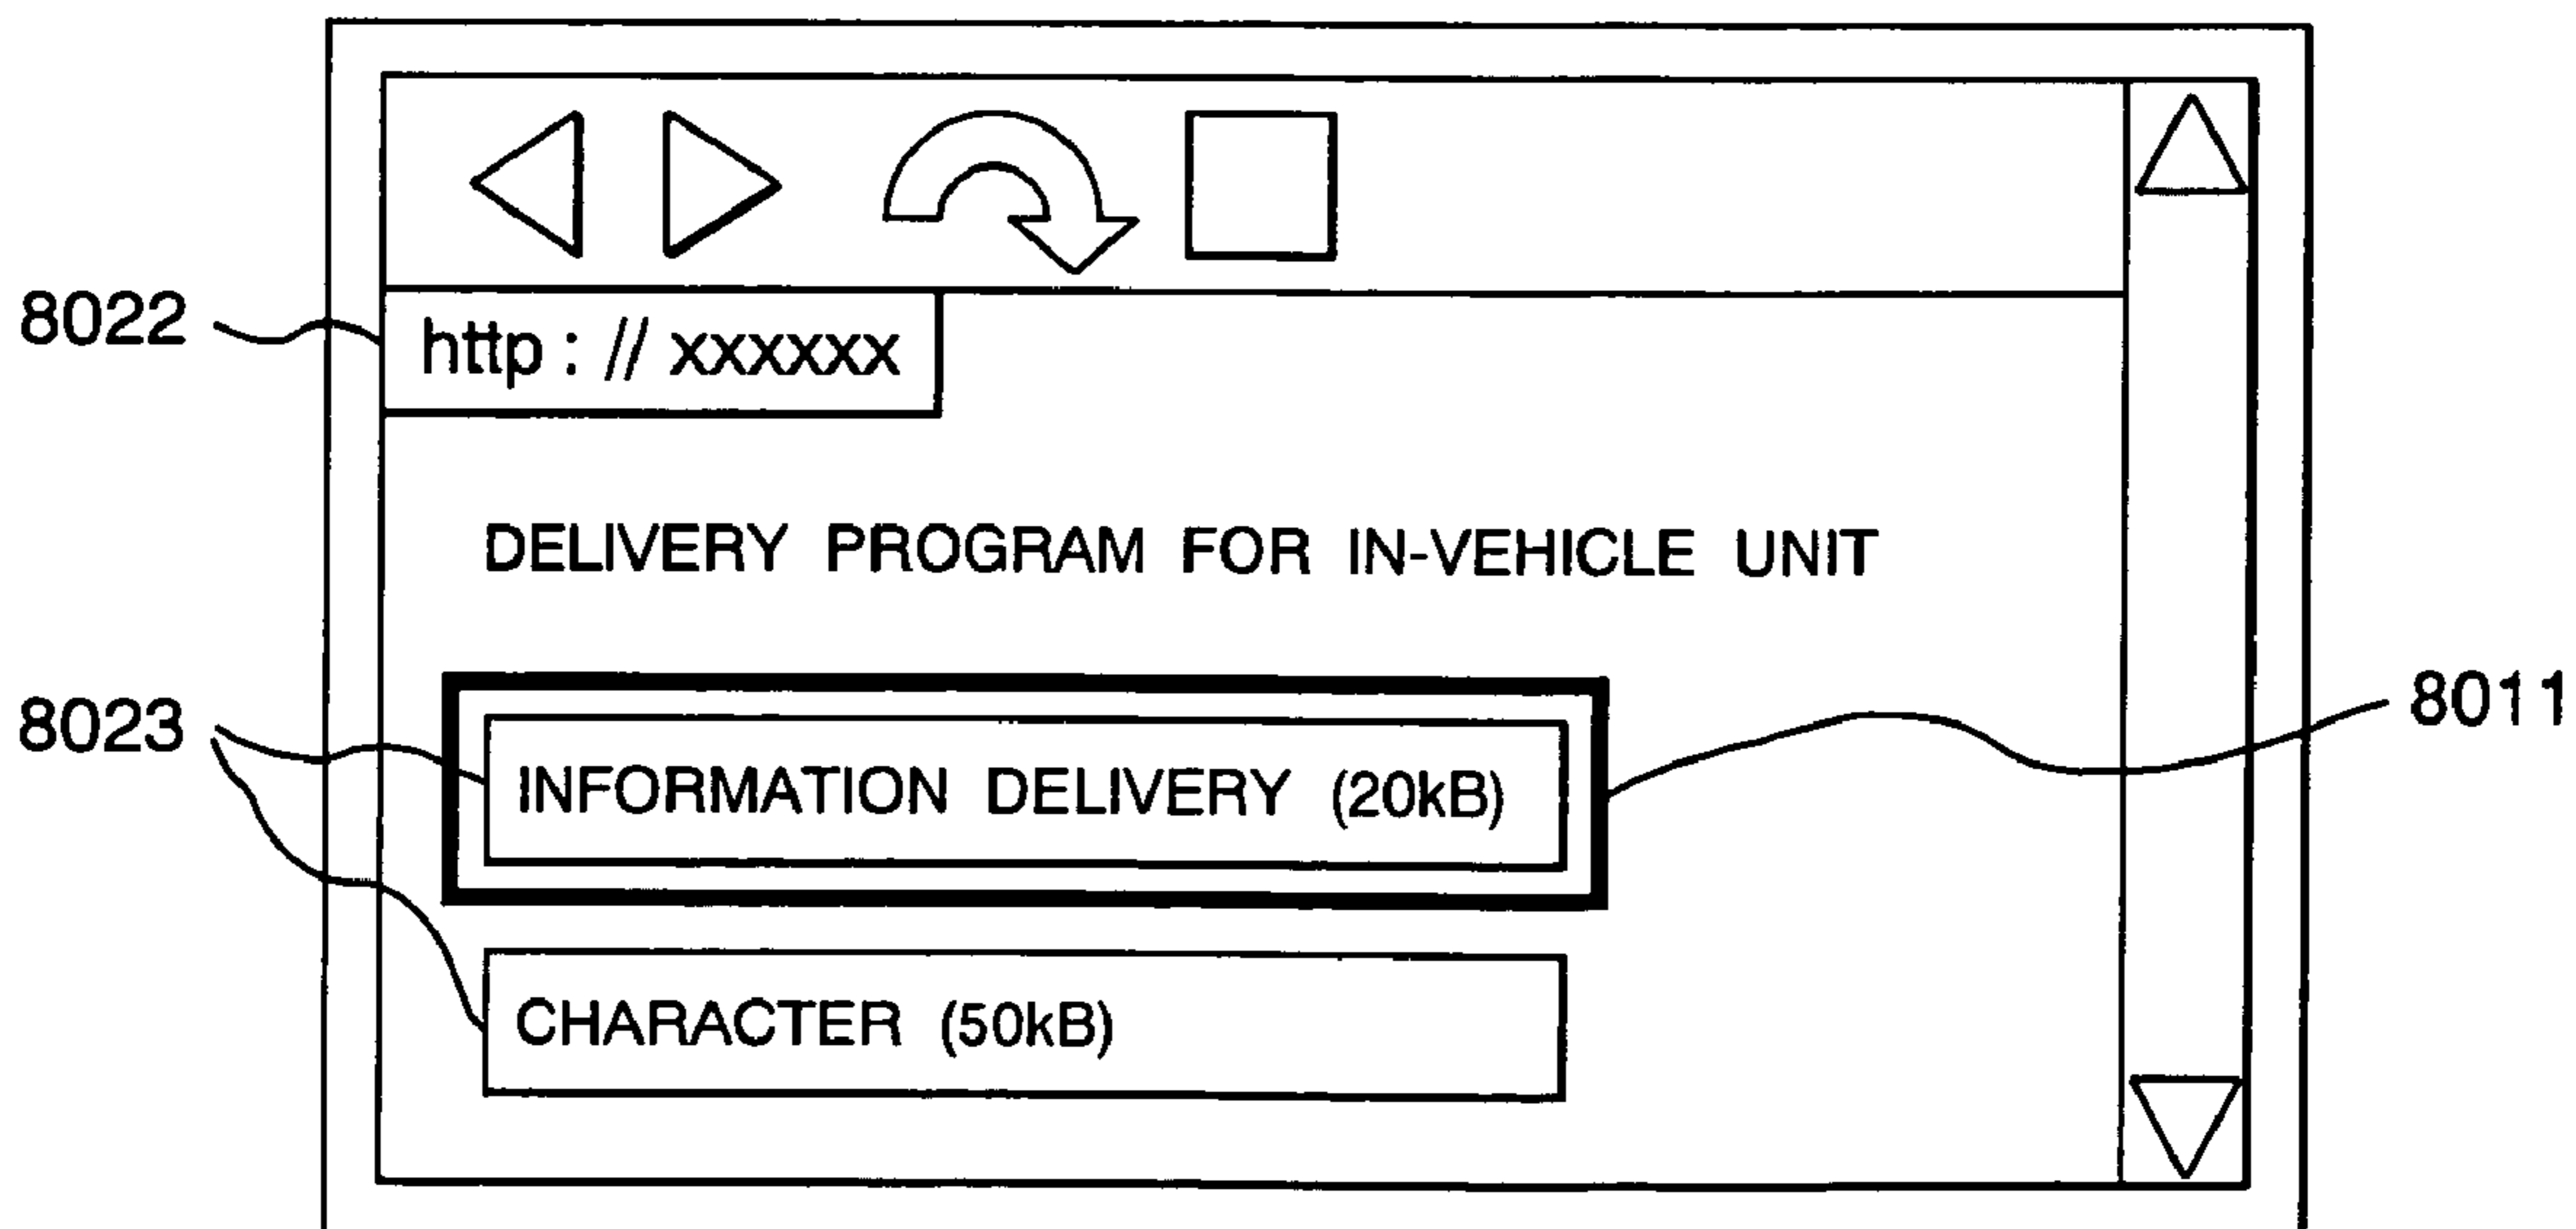 8022
http : // xxxxxx
DELIVERY PROGRAM FOR IN-VEHICLE UNIT
8023
8011
INFORMATION DELIVERY (20kB)
CHARACTER (50kB)